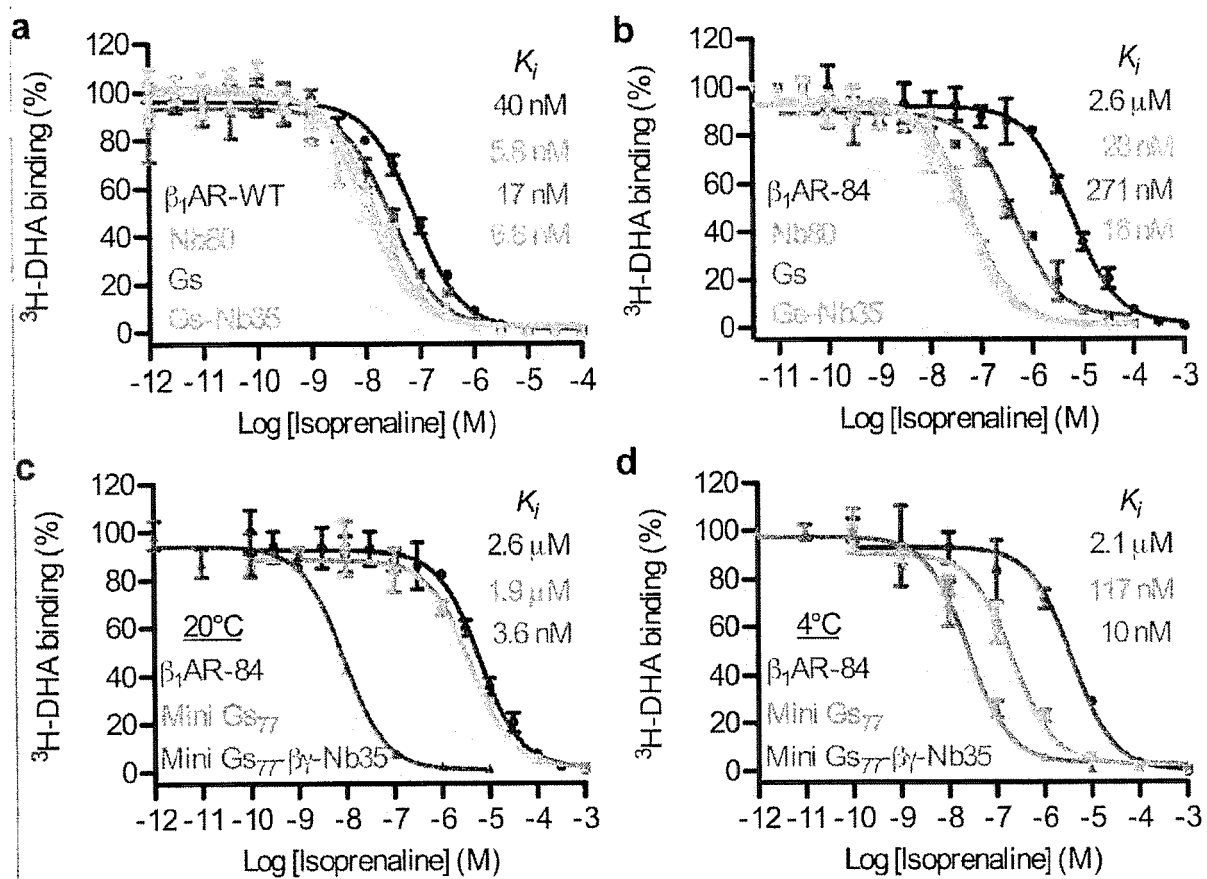 a
120
100
80
60
40
20
0
³H-DHA binding (%)
Kᵢ
40 nM
5.8 nM
17 nM
6.6 nM
β₁AR-WT
Nb80
Gs
Gs-Nb35
-12 -11 -10 -9 -8 -7 -6 -5 -4
Log [Isoprenaline] (M)
b
120
100
80
60
40
20
0
³H-DHA binding (%)
Kᵢ
2.6 μM
271 nM
β₁AR-84
Nb80
Gs
Gs-Nb35
-11 -10 -9 -8 -7 -6 -5 -4 -3
Log [Isoprenaline] (M)
c
120
100
80
60
40
20
0
³H-DHA binding (%)
Kᵢ
2.6 μM
1.9 μM
3.6 nM
20°C
β₁AR-84
Mini Gs₇₇
Mini Gs₇₇-βγ-Nb35
-12 -11 -10 -9 -8 -7 -6 -5 -4 -3
Log [Isoprenaline] (M)
d
120
100
80
60
40
20
0
³H-DHA binding (%)
Kᵢ
2.1 μM
117 nM
10 nM
4°C
β₁AR-84
Mini Gs₇₇
Mini Gs₇₇-βγ-Nb35
-12 -11 -10 -9 -8 -7 -6 -5 -4 -3
Log [Isoprenaline] (M)